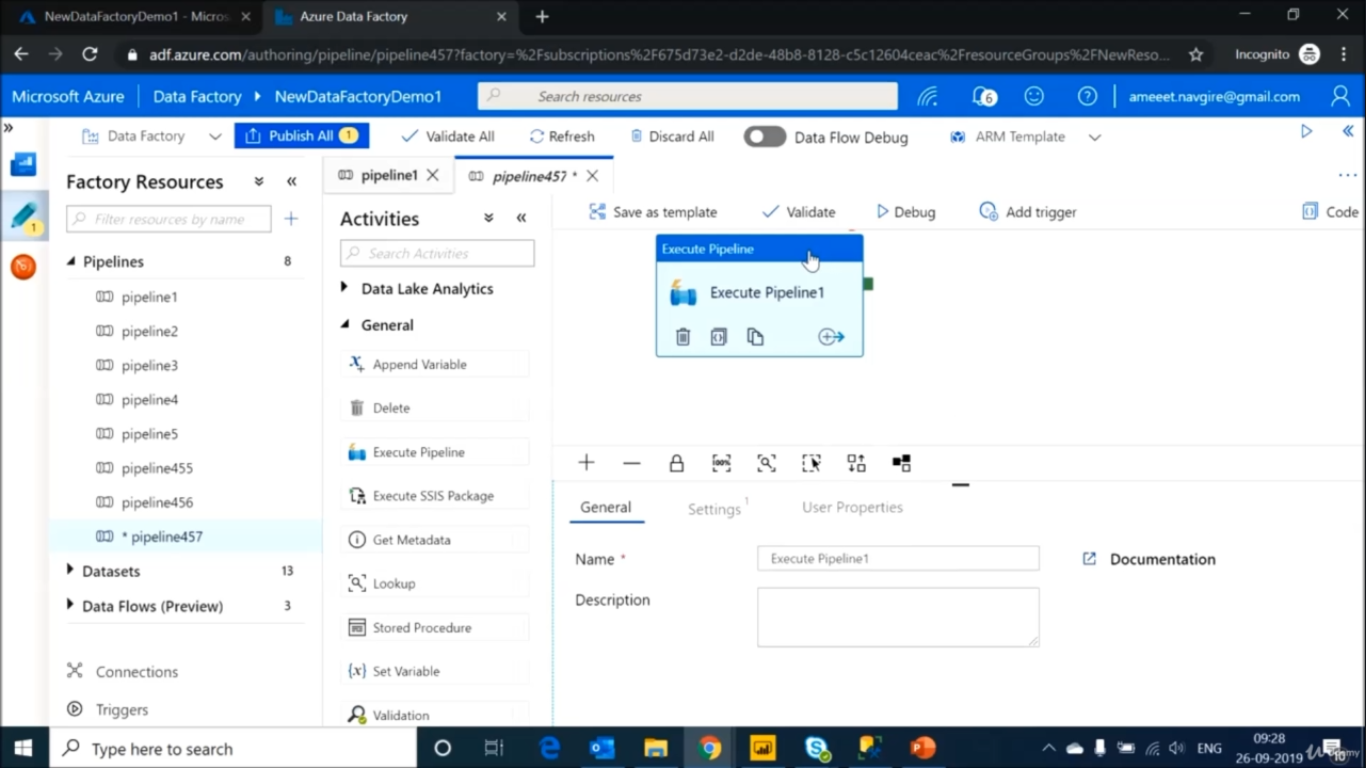 NewDataFactoryDemo1 - Micros
Azure Data Factory
adf.azure.com/authoring/pipeline/pipeline457?factory=%2Fsubscriptions%2F675d73e2-d2de-48b8-8128-c5c12604ceac%2FresourceGroups%2FNewReso...
Incognito
Microsoft Azure
Data Factory
NewDataFactoryDemo1
Search resources
6
ameeet.navgire@gmail.com
Data Factory
Publish All 1
Validate All
Refresh
Discard All
Data Flow Debug
ARM Template
1
Factory Resources
Filter resources by name
Pipelines 8
pipeline1
pipeline2
pipeline3
pipeline4
pipeline5
pipeline455
pipeline456
* pipeline457
Datasets 13
Data Flows (Preview) 3
Connections
Triggers
pipeline1
pipeline457 *
Activities
Search Activities
Data Lake Analytics
General
Append Variable
Delete
Execute Pipeline
Execute SSIS Package
Get Metadata
Lookup
Stored Procedure
Set Variable
Validation
Save as template
Validate
Debug
Add trigger
Code
Execute Pipeline
Execute Pipeline1
100%
General
Settings 1
User Properties
Name *
Execute Pipeline1
Documentation
Description
Type here to search
ENG
09:28
26-09-2019